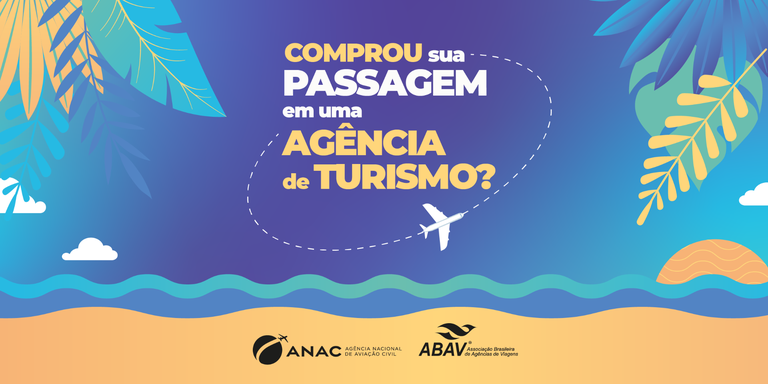 COMPROU sua
PASSAGEM
em uma
AGÊNCIA
de TURISMO?
ANAC AGÊNCIA NACIONAL
DE AVIAÇÃO CIVIL
ABAV® Associação Brasileira
de Agências de Viagens